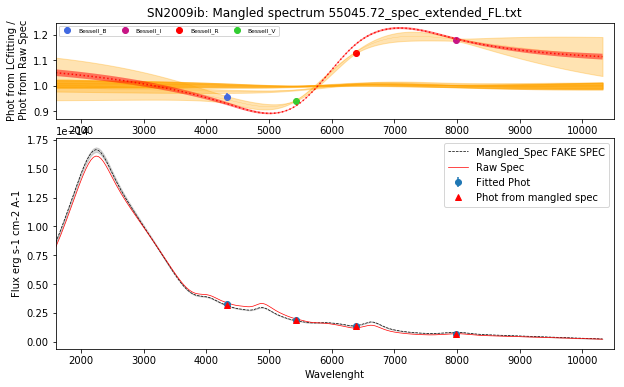 SN2009ib: Mangled spectrum 55045.72_spec_extended_FL.txt
Phot from LCfitting /
Phot from Raw Spec
1.2
1.1
1.0
0.9
Bessell_B
Bessell_I
Bessell_R
Bessell_V
2000 3000 4000 5000 6000 7000 8000 9000 10000
1e−14
Flux erg s-1 cm-2 A-1
1.75
1.50
1.25
1.00
0.75
0.50
0.25
0.00
Mangled_Spec FAKE SPEC
Raw Spec
Fitted Phot
Phot from mangled spec
2000 3000 4000 5000 6000 7000 8000 9000 10000
Wavelenght